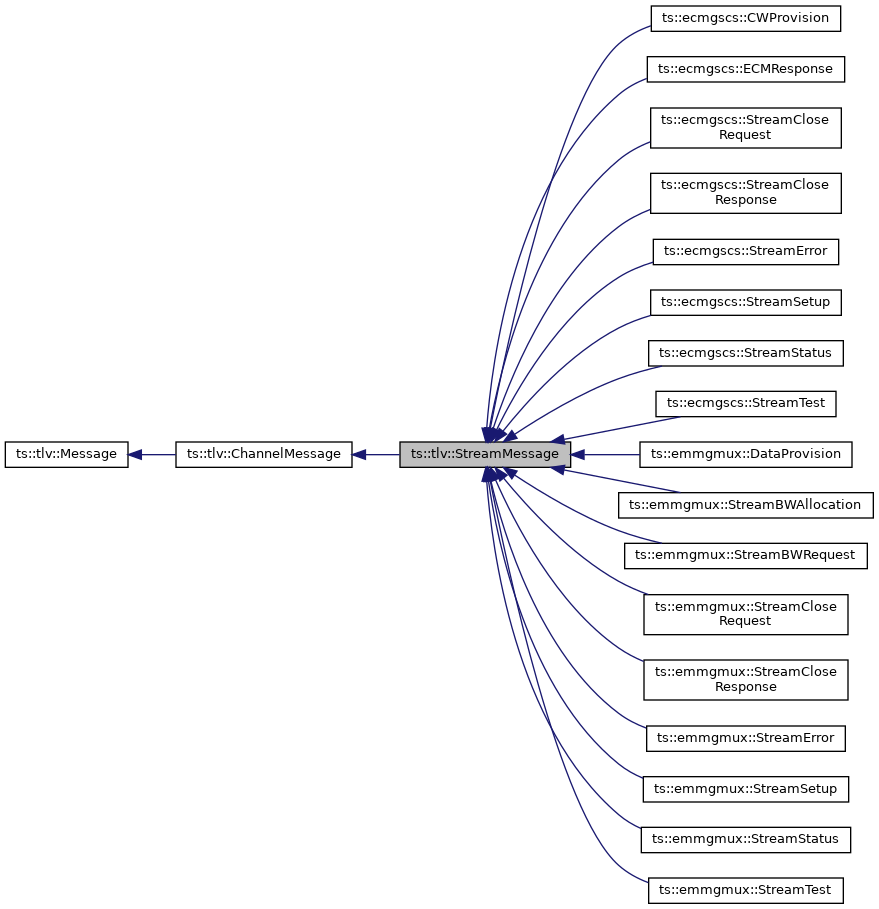 ts::ecmgscs::CWProvision
ts::ecmgscs::ECMResponse
ts::ecmgscs::StreamClose
Request
ts::ecmgscs::StreamClose
Response
ts::ecmgscs::StreamError
ts::ecmgscs::StreamSetup
ts::ecmgscs::StreamStatus
ts::ecmgscs::StreamTest
ts::tlv::Message
ts::tlv::ChannelMessage
ts::tlv::StreamMessage
ts::emmgmux::DataProvision
ts::emmgmux::StreamBWAllocation
ts::emmgmux::StreamBWRequest
ts::emmgmux::StreamClose
Request
ts::emmgmux::StreamClose
Response
ts::emmgmux::StreamError
ts::emmgmux::StreamSetup
ts::emmgmux::StreamStatus
ts::emmgmux::StreamTest